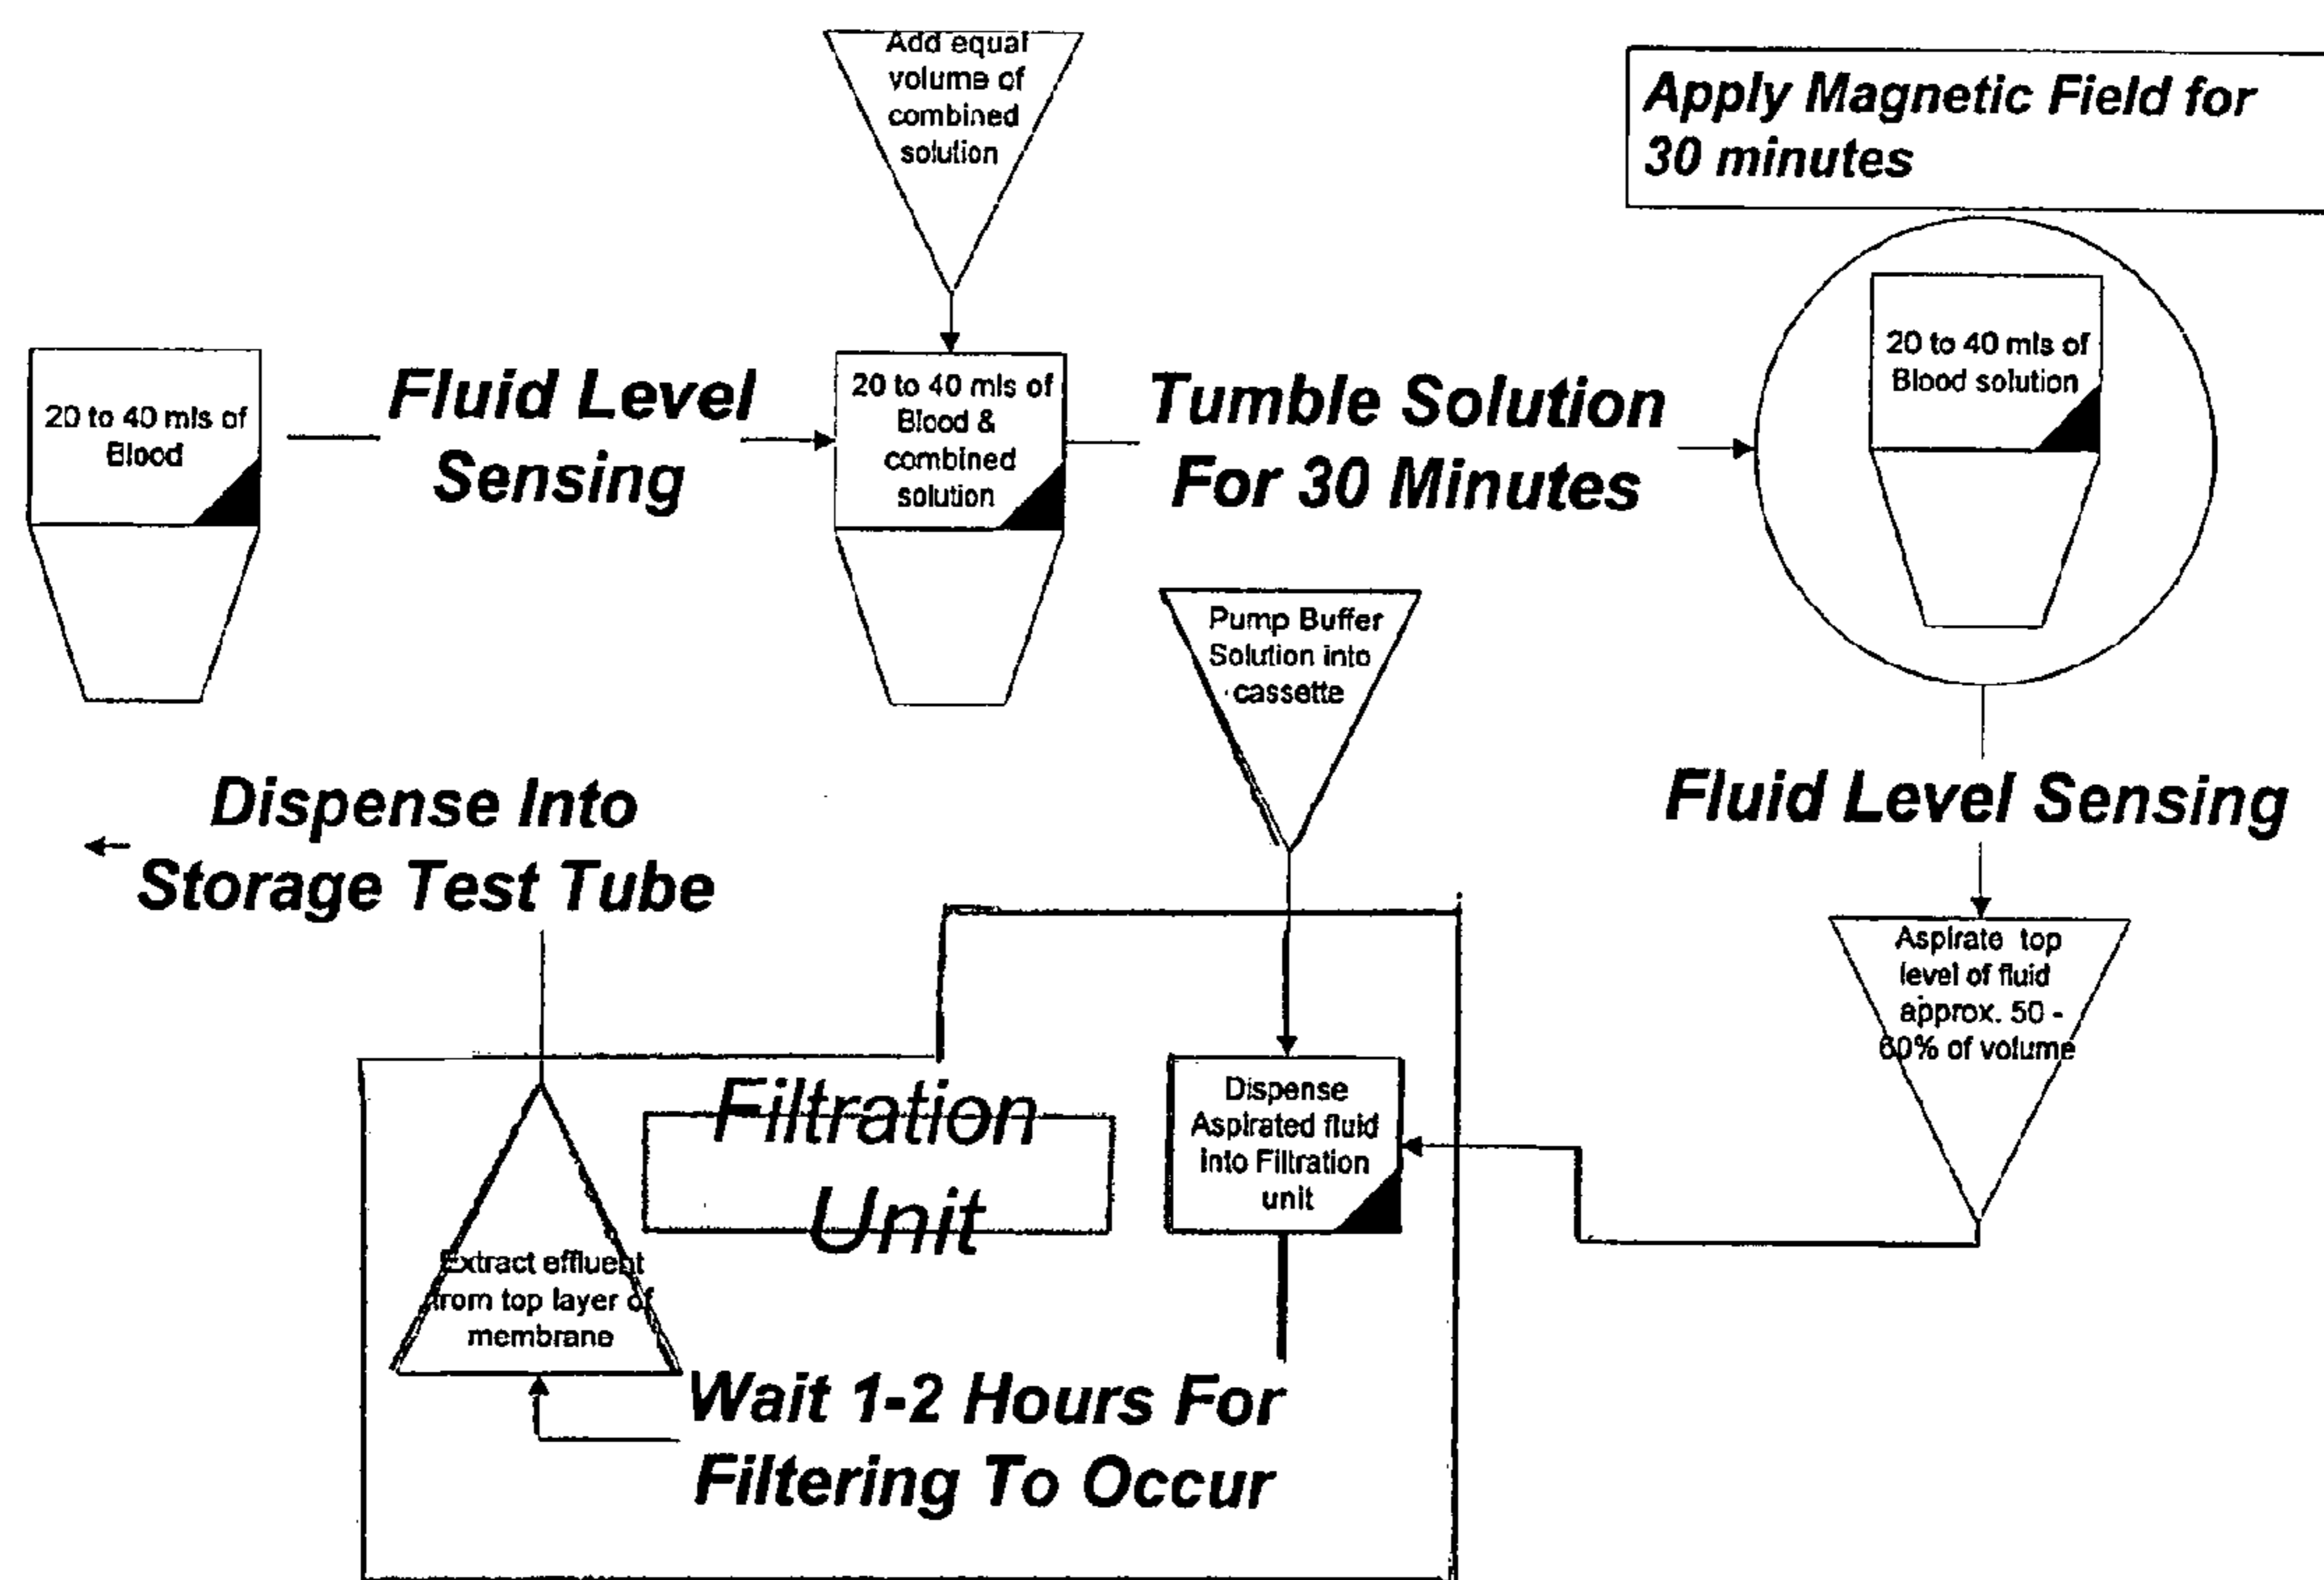 Add equal
volume of
combined
solution
Apply Magnetic Field for
30 minutes
20 to 40 mls of
Blood
Fluid Level
Sensing
20 to 40 mls of
Blood &
combined
solution
Tumble Solution
For 30 Minutes
20 to 40 mls of
Blood solution
Pump Buffer
Solution into
cassette
Fluid Level Sensing
Aspirate top
level of fluid
approx. 50 -
60% of volume
Dispense
Aspirated fluid
into Filtration
unit
Filtration
Unit
Wait 1-2 Hours For
Filtering To Occur
Extract effluent
from top layer of
membrane
Dispense Into
Storage Test Tube